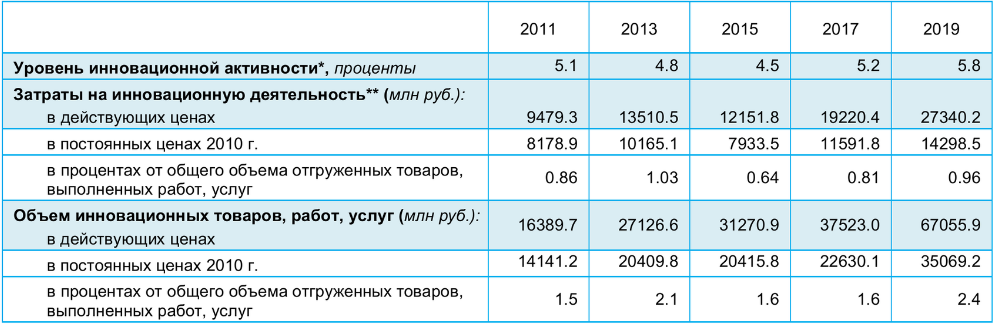 2011 2013 2015 2017 2019
Уровень инновационной активности*, проценты 5.1 4.8 4.5 5.2 5.8
Затраты на инновационную деятельность** (млн руб.):
в действующих ценах 9479.3 13510.5 12151.8 19220.4 27340.2
в постоянных ценах 2010 г. 8178.9 10165.1 7933.5 11591.8 14298.5
в процентах от общего объема отгруженных товаров,
выполненных работ, услуг 0.86 1.03 0.64 0.81 0.96
Объем инновационных товаров, работ, услуг (млн руб.):
в действующих ценах 16389.7 27126.6 31270.9 37523.0 67055.9
в постоянных ценах 2010 г. 14141.2 20409.8 20415.8 22630.1 35069.2
в процентах от общего объема отгруженных товаров,
выполненных работ, услуг 1.5 2.1 1.6 1.6 2.4